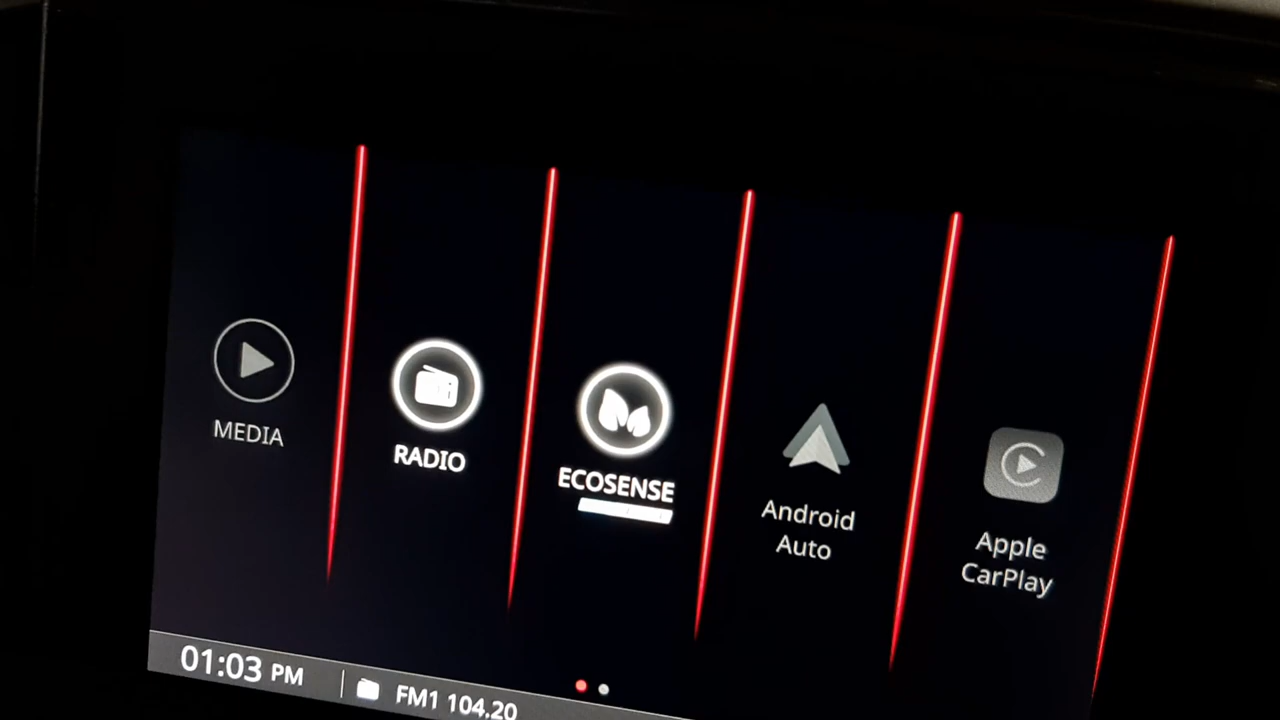 MEDIA
RADIO
ECOSENSE
Android
Auto
Apple
CarPlay
01:03 PM
FM1 104.20